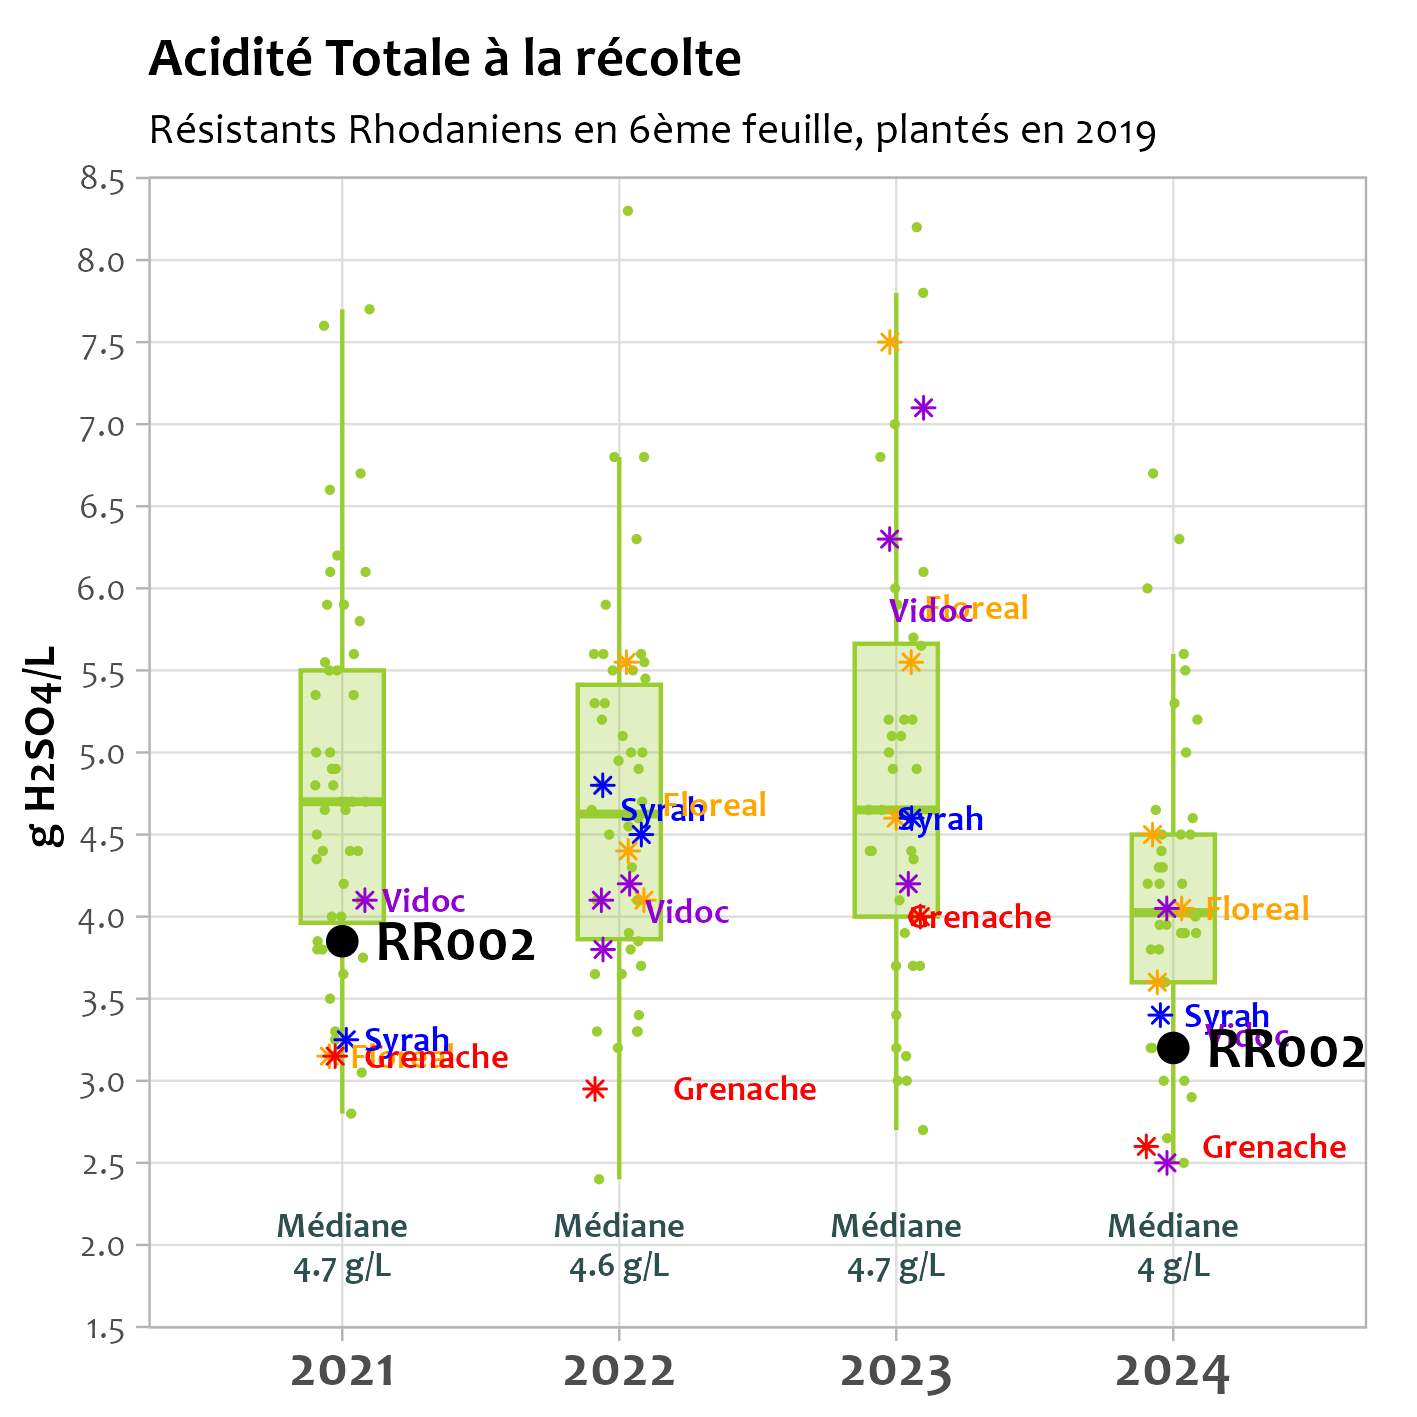 Acidité Totale à la récolte
Résistants Rhodaniens en 6ème feuille, plantés en 2019
g H2SO4/L
8.5
8.0
7.5
7.0
6.5
6.0
5.5
5.0
4.5
4.0
3.5
3.0
2.5
2.0
1.5
Vidoc
RR002
Syrah
Floreal
Grenache
Syrah
Floreal
Vidoc
Grenache
Vidoc
Floreal
Syrah
Grenache
Floreal
Syrah
Vidoc
RR002
Grenache
Médiane
4.7 g/L
Médiane
4.6 g/L
Médiane
4.7 g/L
Médiane
4 g/L
2021
2022
2023
2024